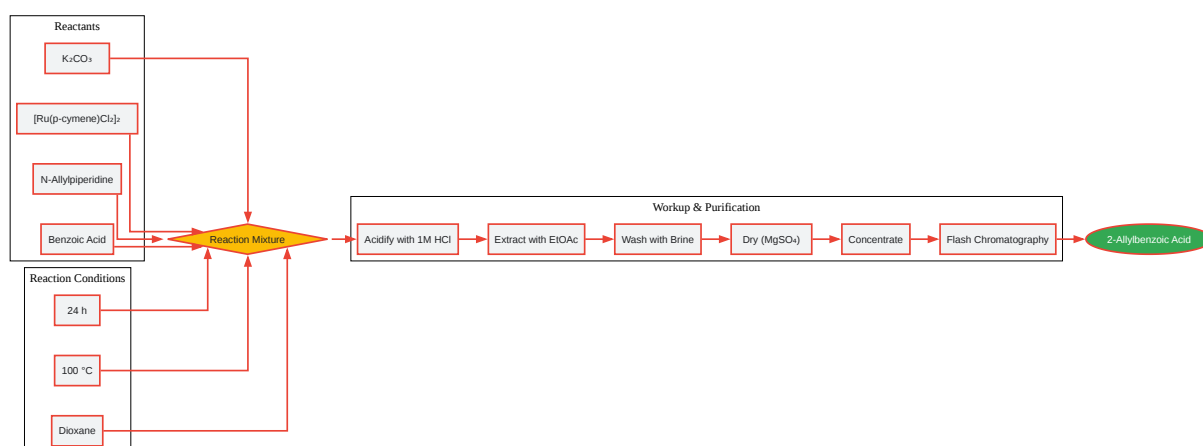 Reactants
K₂CO₃
[Ru(p-cymene)Cl₂]₂
N-Allylpiperidine
Benzoic Acid
Reaction Conditions
24 h
100 °C
Dioxane
Reaction Mixture
Workup & Purification
Acidify with 1M HCl
Extract with EtOAc
Wash with Brine
Dry (MgSO₄)
Concentrate
Flash Chromatography
2-Allylbenzoic Acid